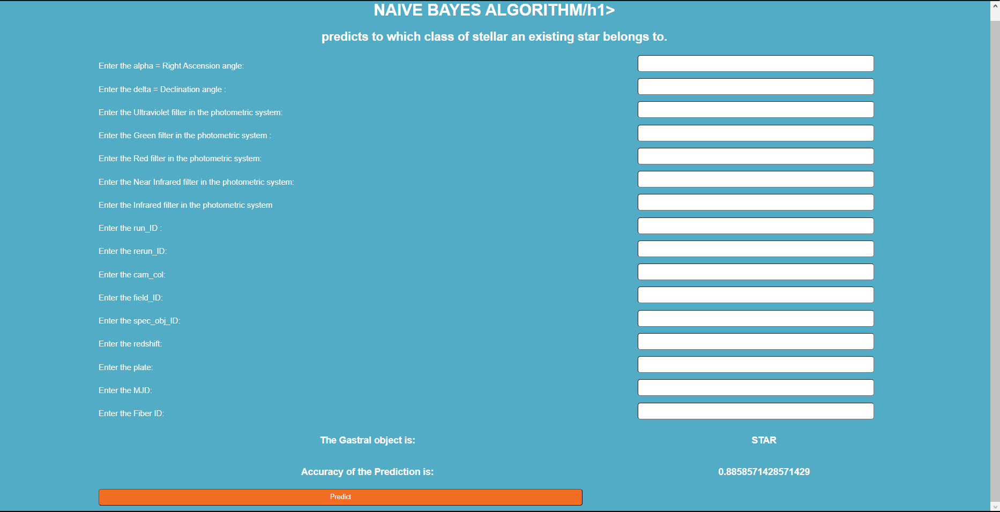 NAIVE BAYES ALGORITHM/h1>
predicts to which class of stellar an existing star belongs to.
Enter the alpha = Right Ascension angle:
Enter the delta = Declination angle :
Enter the Ultraviolet filter in the photometric system:
Enter the Green filter in the photometric system :
Enter the Red filter in the photometric system:
Enter the Near Infrared filter in the photometric system:
Enter the Infrared filter in the photometric system
Enter the run_ID :
Enter the rerun_ID:
Enter the cam_col:
Enter the field_ID:
Enter the spec_obj_ID:
Enter the redshift:
Enter the plate:
Enter the MJD:
Enter the Fiber ID:
The Gastral object is: STAR
Accuracy of the Prediction is: 0.8858571428571429
Predict